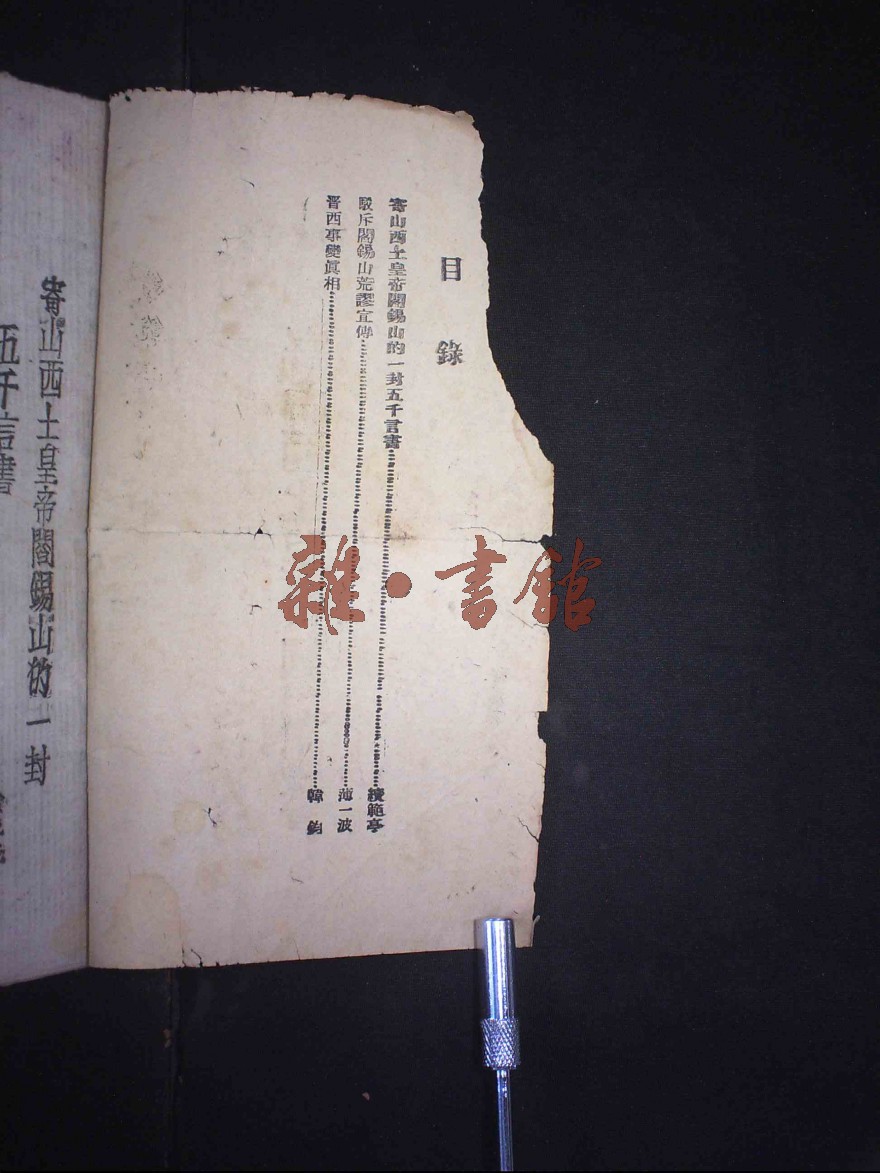 目錄
寄山西土皇帝閻錫山的一封五千言書……續範亭
駁斥閻錫山荒謬宣傳……薄一波
晋西事變眞相……韓鈞
寄山西土皇帝閻錫山的一封
五千言書
雜·書館